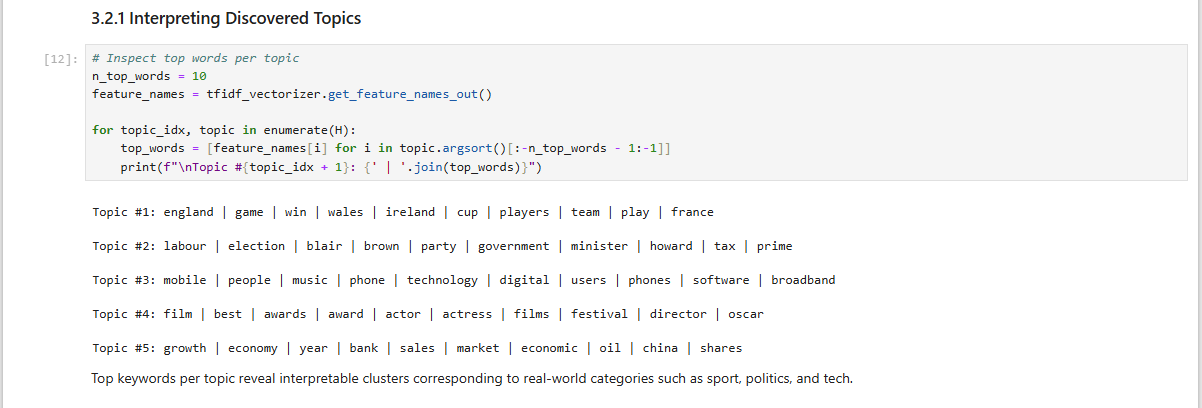 3.2.1 Interpreting Discovered Topics
[12]: # Inspect top words per topic
n_top_words = 10
feature_names = tfidf_vectorizer.get_feature_names_out()
for topic_idx, topic in enumerate(H):
    top_words = [feature_names[i] for i in topic.argsort()[:-n_top_words - 1:-1]]
    print(f"\nTopic #{topic_idx + 1}: {' | '.join(top_words)}")
Topic #1: england | game | win | wales | ireland | cup | players | team | play | france
Topic #2: labour | election | blair | brown | party | government | minister | howard | tax | prime
Topic #3: mobile | people | music | phone | technology | digital | users | phones | software | broadband
Topic #4: film | best | awards | award | actor | actress | films | festival | director | oscar
Topic #5: growth | economy | year | bank | sales | market | economic | oil | china | shares
Top keywords per topic reveal interpretable clusters corresponding to real-world categories such as sport, politics, and tech.